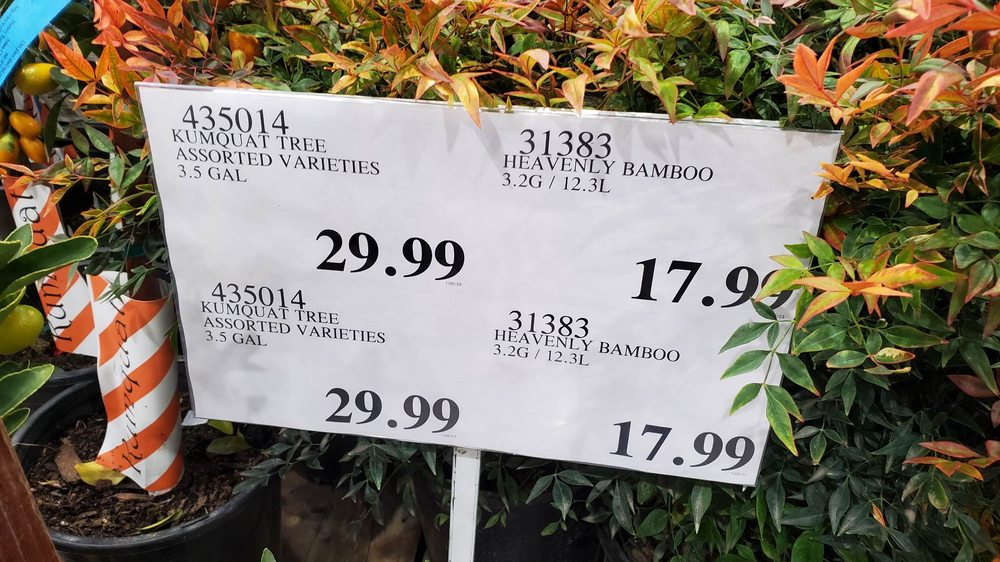 435014
KUMQUAT TREE
ASSORTED VARIETIES
3.5 GAL
29.99
31383
HEAVENLY BAMBOO
3.2G / 12.3L
17.99
435014
KUMQUAT TREE
ASSORTED VARIETIES
3.5 GAL
29.99
31383
HEAVENLY BAMBOO
3.2G / 12.3L
17.99